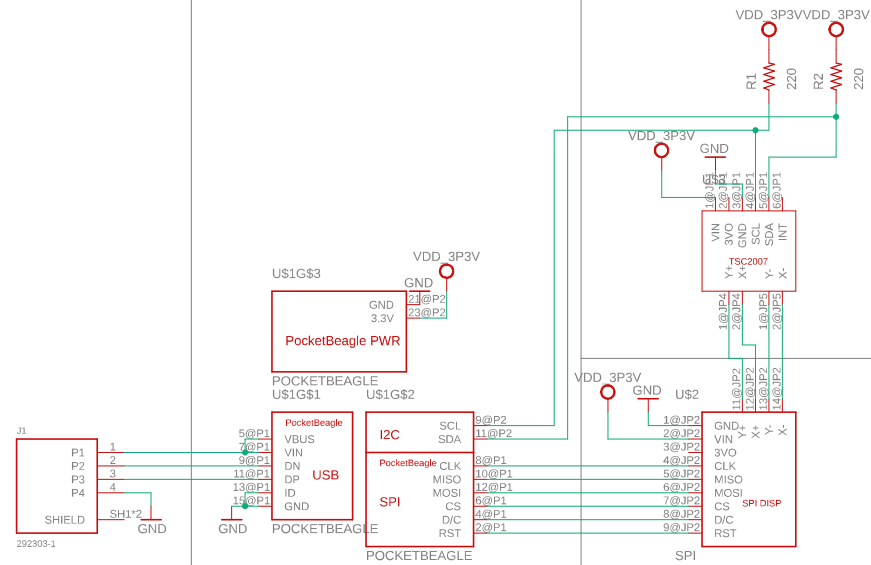 VDD_3P3V VDD_3P3V
R1
220
R2
220
VDD_3P3V
GND
1@JP1
2@JP1
3@JP1
4@JP1
5@JP1
6@JP1
VIN
3VO
GND
SCL
SDA
INT
TSC2007
Y+
X+
Y-
X-
1@JP4
2@JP4
1@JP5
2@JP5
VDD_3P3V
U$1G$3
GND
GND
21@P2
3.3V
23@P2
PocketBeagle PWR
POCKETBEAGLE
U$1G$1
U$1G$2
VDD_3P3V
GND
U$2
11@JP2
12@JP2
13@JP2
14@JP2
J1
P1 1
P2 2
P3 3
P4 4
SHIELD SH1*2
292303-1
GND
GND
PocketBeagle
5@P1 VBUS
7@P1 VIN
9@P1 DN
11@P1 DP
13@P1 ID
15@P1 GND
USB
POCKETBEAGLE
I2C
SCL 9@P2
SDA 11@P2
PocketBeagle
SPI
CLK 8@P1
MISO 10@P1
MOSI 12@P1
CS 6@P1
D/C 4@P1
RST 2@P1
POCKETBEAGLE
1@JP2 GND
2@JP2 VIN
3@JP2 3VO
4@JP2 CLK
5@JP2 MISO
6@JP2 MOSI
7@JP2 CS
8@JP2 D/C
9@JP2 RST
Y+
X+
Y-
X-
SPI DISP
SPI